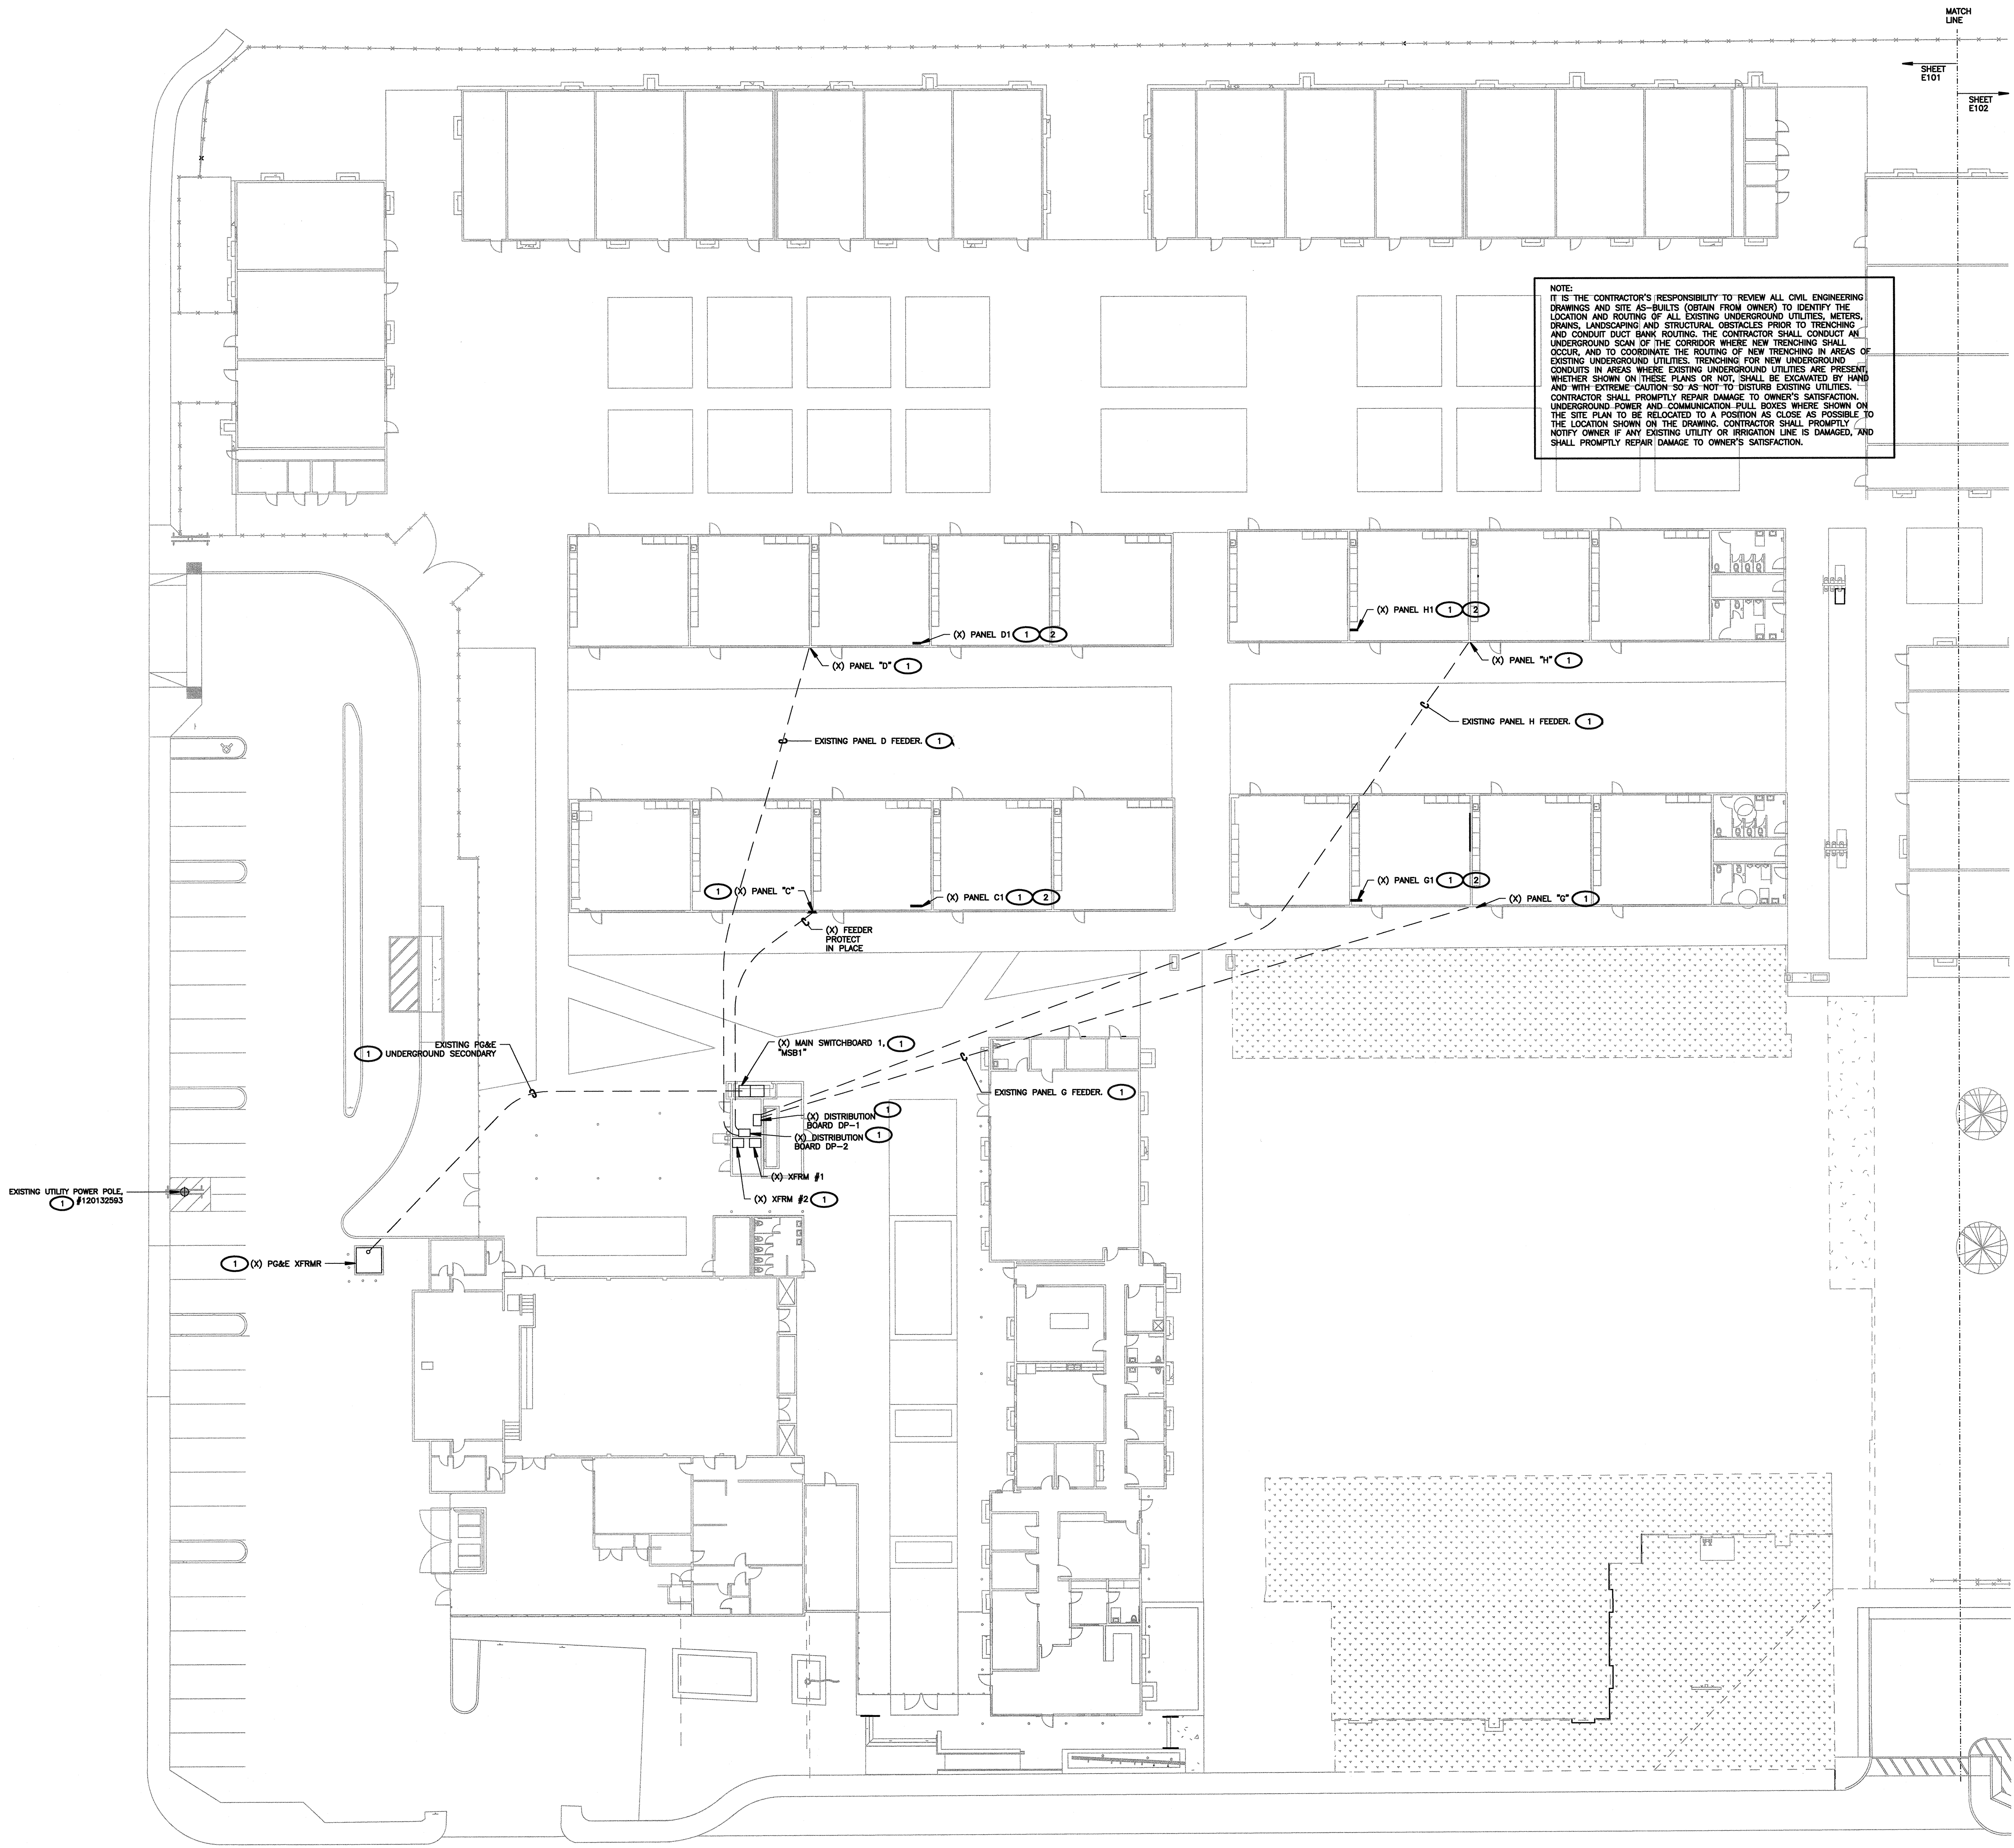 MATCH
LINE
SHEET
E101
SHEET
E102
NOTE:
IT IS THE CONTRACTOR'S RESPONSIBILITY TO REVIEW ALL CIVIL ENGINEERING
DRAWINGS AND SITE AS-BUILTS (OBTAIN FROM OWNER) TO IDENTIFY THE
LOCATION AND ROUTING OF ALL EXISTING UNDERGROUND UTILITIES, METERS,
DRAINS, LANDSCAPING AND STRUCTURAL OBSTACLES PRIOR TO TRENCHING
AND CONDUIT DUCT BANK ROUTING. THE CONTRACTOR SHALL CONDUCT AN
UNDERGROUND SCAN OF THE CORRIDOR WHERE NEW TRENCHING SHALL
OCCUR, AND TO COORDINATE THE ROUTING OF NEW TRENCHING IN AREAS OF
EXISTING UNDERGROUND UTILITIES. TRENCHING FOR NEW UNDERGROUND
CONDUITS IN AREAS WHERE EXISTING UNDERGROUND UTILITIES ARE PRESENT,
WHETHER SHOWN ON THESE PLANS OR NOT, SHALL BE EXCAVATED BY HAND
AND WITH EXTREME CAUTION SO AS NOT TO DISTURB EXISTING UTILITIES.
CONTRACTOR SHALL PROMPTLY REPAIR DAMAGE TO OWNER'S SATISFACTION.
UNDERGROUND POWER AND COMMUNICATION PULL BOXES WHERE SHOWN ON
THE SITE PLAN TO BE RELOCATED TO A POSITION AS CLOSE AS POSSIBLE TO
THE LOCATION SHOWN ON THE DRAWING. CONTRACTOR SHALL PROMPTLY
NOTIFY OWNER IF ANY EXISTING UTILITY OR IRRIGATION LINE IS DAMAGED, AND
SHALL PROMPTLY REPAIR DAMAGE TO OWNER'S SATISFACTION.
(X) PANEL H1 1 2
(X) PANEL D1 1 2
(X) PANEL "D" 1
(X) PANEL "H" 1
EXISTING PANEL H FEEDER. 1
EXISTING PANEL D FEEDER. 1
1 (X) PANEL "C"
(X) PANEL C1 1 2
(X) PANEL G1 1 2
(X) PANEL "G" 1
(X) FEEDER
PROTECT
IN PLACE
EXISTING PG&E
1 UNDERGROUND SECONDARY
(X) MAIN SWITCHBOARD 1, 1
"MSB1"
EXISTING PANEL G FEEDER. 1
(X) DISTRIBUTION 1
BOARD DP-1
(X) DISTRIBUTION 1
BOARD DP-2
(X) XFRM #1
(X) XFRM #2 1
EXISTING UTILITY POWER POLE,
1 #120132593
1 (X) PG&E XFRMR